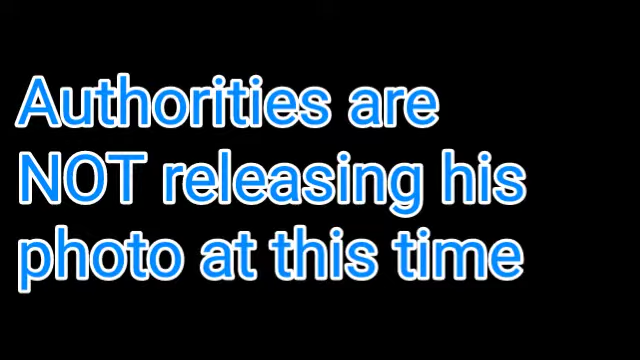 Authorities are
NOT releasing his
photo at this time